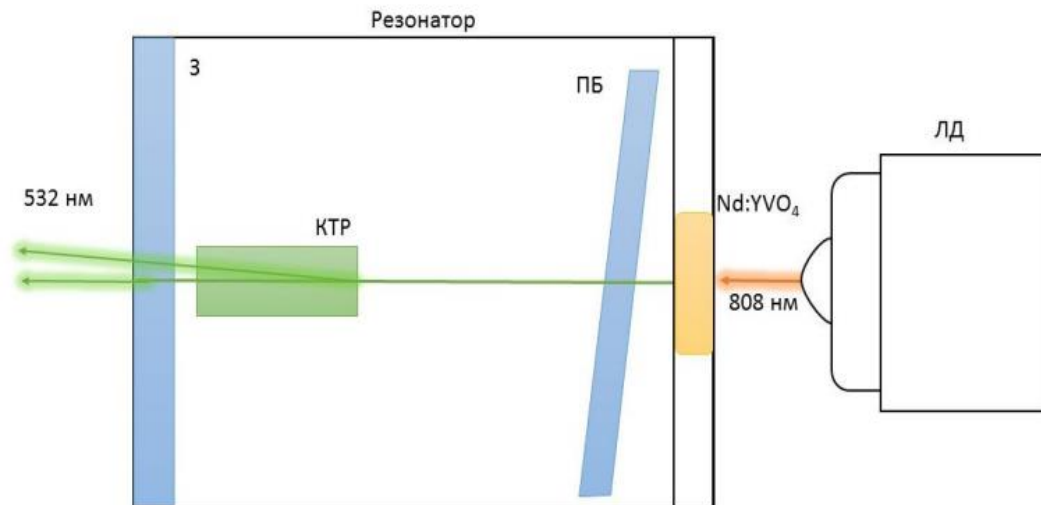 Резонатор
З
ПБ
ЛД
532 нм
Nd:YVO₄
КТР
808 нм